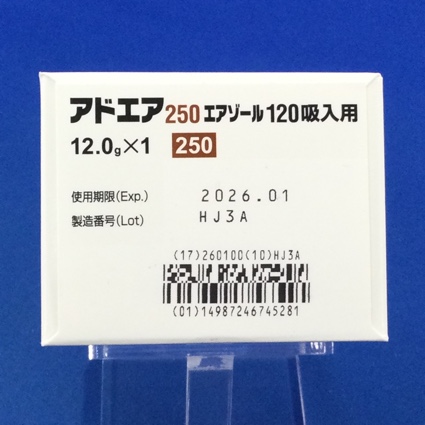 アドエア250エアゾール120吸入用
12.0g×1 250
使用期限(Exp.) 2026.01
製造番号(Lot) HJ3A
(17)260100(10)HJ3A
(01)14987246745281